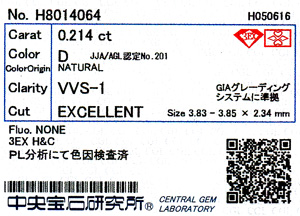 No. H8014064 H050616
Carat 0.214 ct
Color D JJA/AGL認定No.201
ColorOrigin NATURAL
Clarity VVS-1 GIAグレーディング
システムに準拠
Cut EXCELLENT Size 3.83 - 3.85 × 2.34 mm
Fluo. NONE
3EX H&C
PL分析にて色因検査済
中央宝石研究所® CENTRAL GEM
LABORATORY